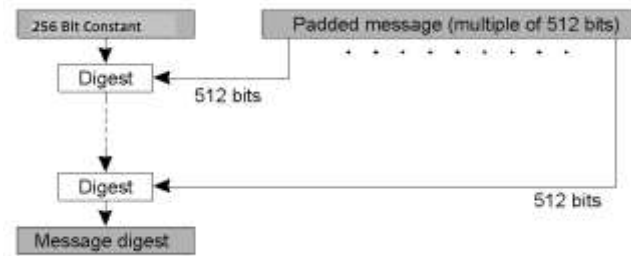 256 Bit Constant
Padded message (multiple of 512 bits)
Digest
512 bits
Digest
512 bits
Message digest